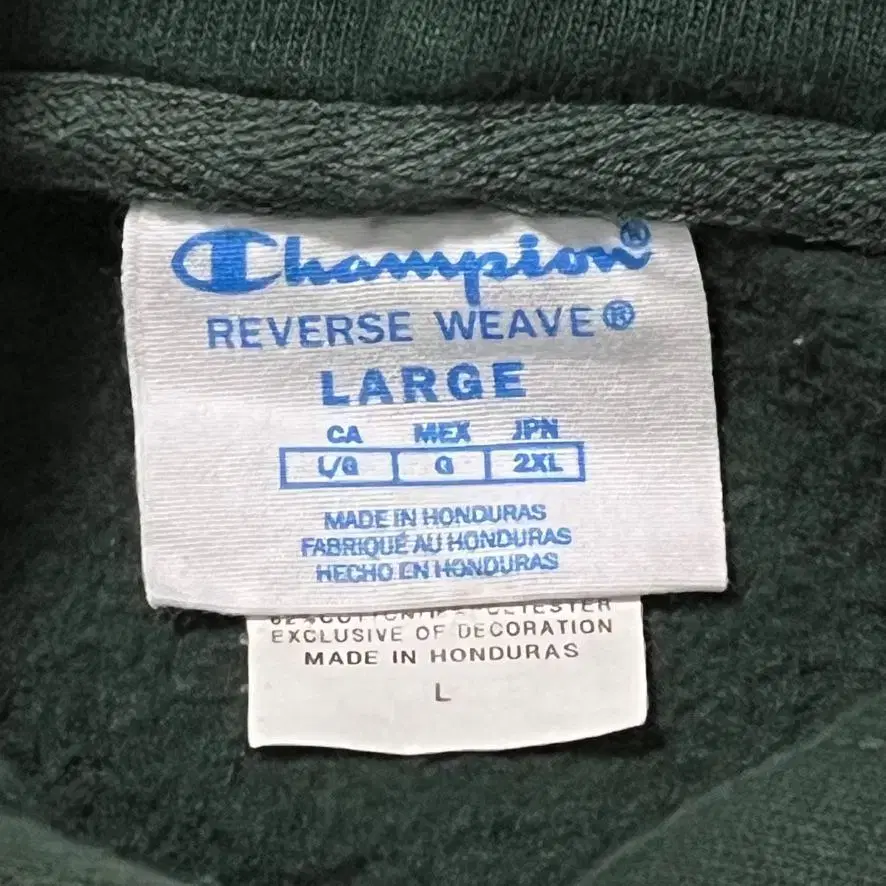 Champion®
REVERSE WEAVE®
LARGE
CA MEX JPN
L/G G 2XL
MADE IN HONDURAS
FABRIQUÉ AU HONDURAS
HECHO EN HONDURAS
EXCLUSIVE OF DECORATION
MADE IN HONDURAS
L